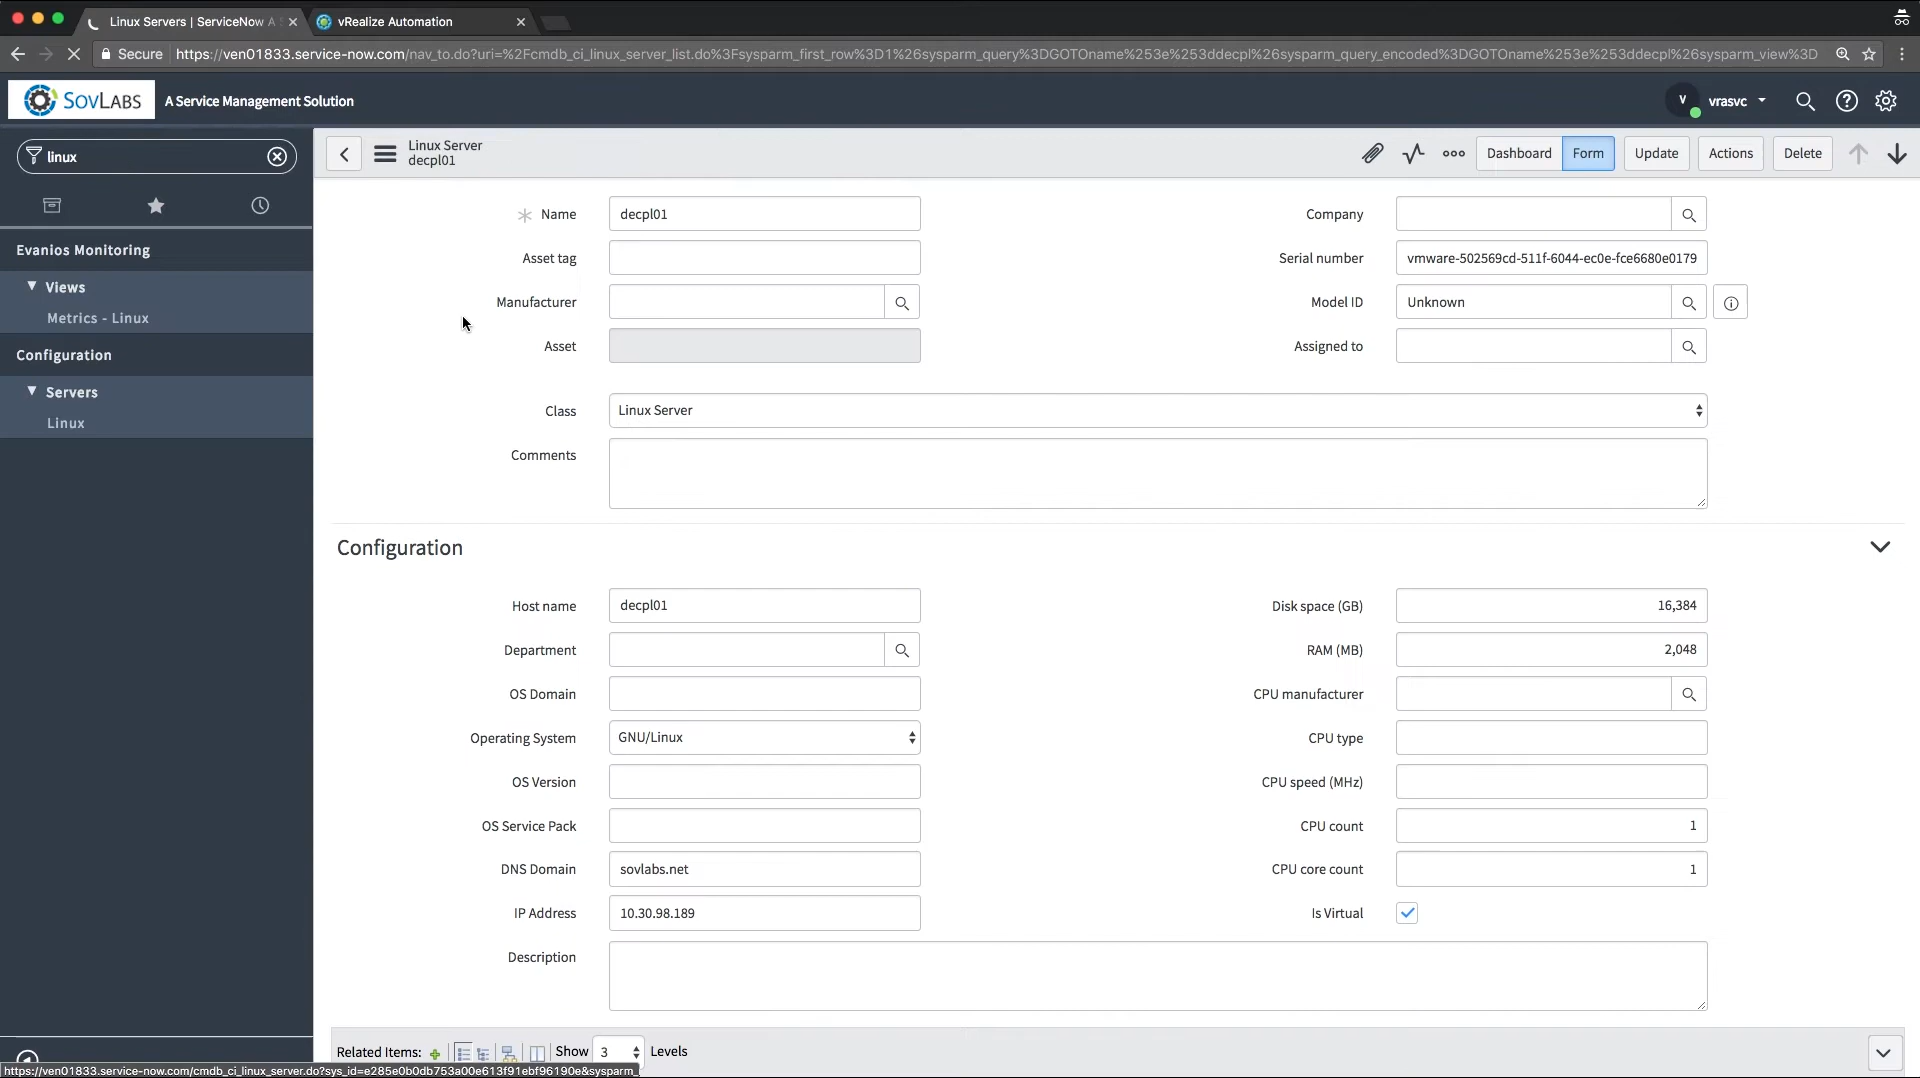 Linux Servers | ServiceNow A S
vRealize Automation
Secure
https://ven01833.service-now.com/nav_to.do?uri=%2Fcmdb_ci_linux_server_list.do%3Fsysparm_first_row%3D1%26sysparm_query%3DGOTOname%253e%253ddecpl%26sysparm_query_encoded%3DGOTOname%253e%253ddecpl%26sysparm_view%3D
SOVLABS
A Service Management Solution
V
vrasvc
linux
Evanios Monitoring
Views
Metrics - Linux
Configuration
Servers
Linux
Linux Server
decpl01
Dashboard
Form
Update
Actions
Delete
Name
decpl01
Company
Asset tag
Serial number
vmware-502569cd-511f-6044-ec0e-fce6680e0179
Manufacturer
Model ID
Unknown
Asset
Assigned to
Class
Linux Server
Comments
Configuration
Host name
decpl01
Disk space (GB)
16,384
Department
RAM (MB)
2,048
OS Domain
CPU manufacturer
Operating System
GNU/Linux
CPU type
OS Version
CPU speed (MHz)
OS Service Pack
CPU count
1
DNS Domain
sovlabs.net
CPU core count
1
IP Address
10.30.98.189
Is Virtual
Description
Related Items:
Show
3
Levels
https://ven01833.service-now.com/cmdb_ci_linux_server.do?sys_id=e285e0b0db753a00e613f91ebf96190e&sysparm_